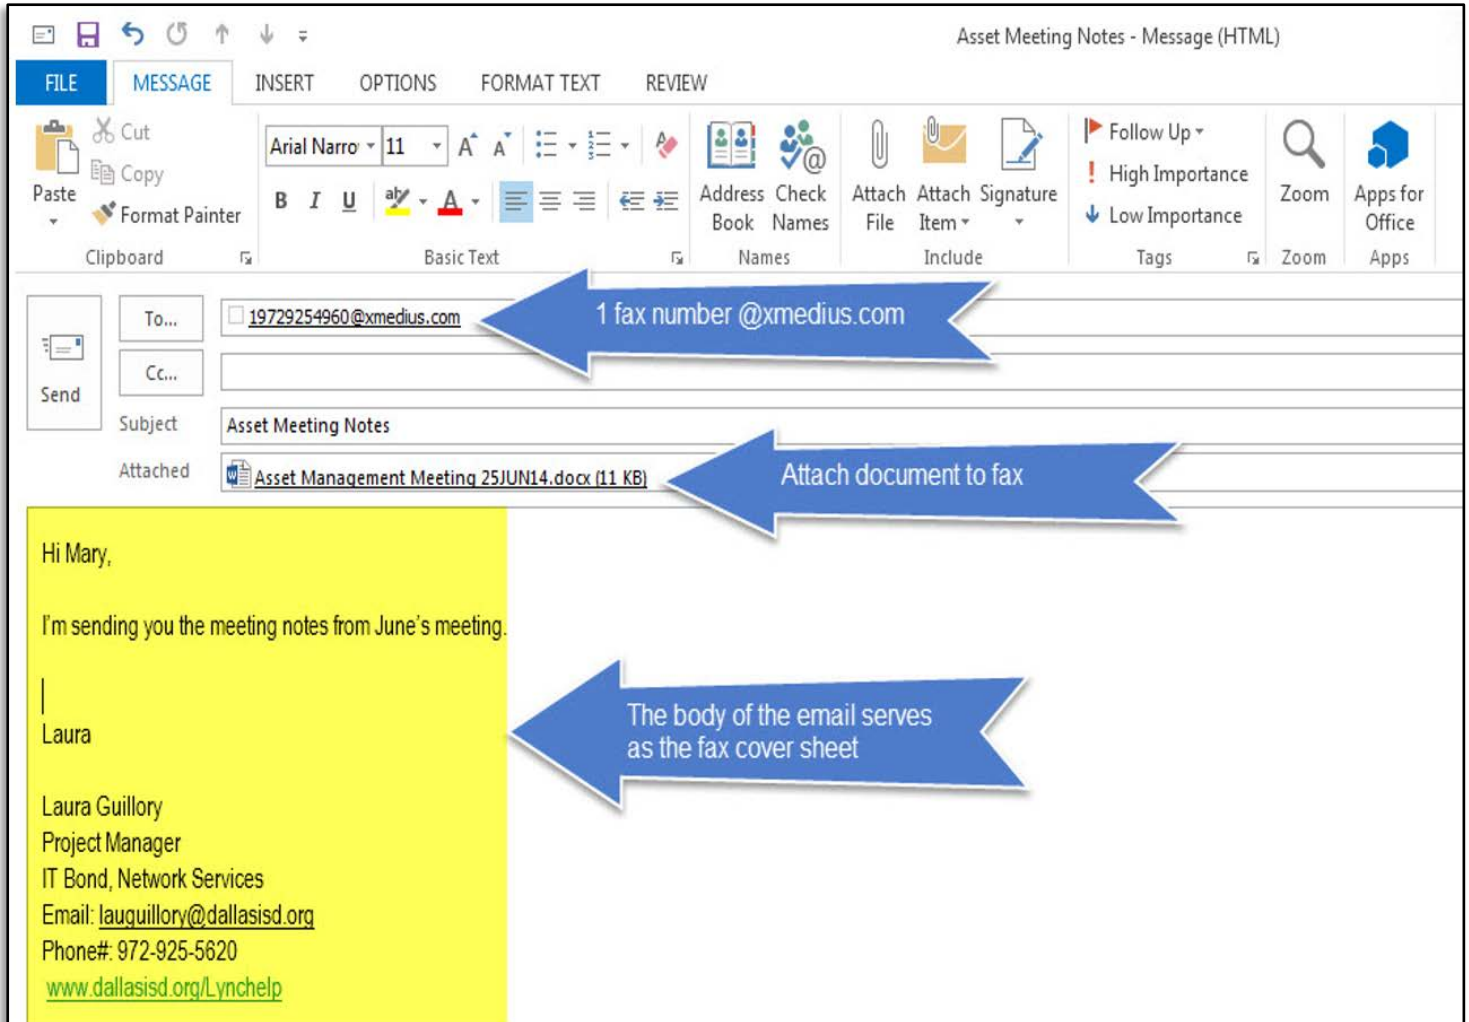 Asset Meeting Notes - Message (HTML)
FILE MESSAGE INSERT OPTIONS FORMAT TEXT REVIEW
Paste
Cut
Copy
Format Painter
Clipboard
Arial Narro 11
B I U aby A
Basic Text
Address Book
Check Names
Names
Attach File
Attach Item
Signature
Include
Follow Up
High Importance
Low Importance
Tags
Zoom
Zoom
Apps for Office
Apps
Send
To...
19729254960@xmedius.com
1 fax number @xmedius.com
Cc...
Subject
Asset Meeting Notes
Attached
Asset Management Meeting 25JUN14.docx (11 KB)
Attach document to fax
Hi Mary,
I'm sending you the meeting notes from June's meeting.
The body of the email serves
as the fax cover sheet
Laura
Laura Guillory
Project Manager
IT Bond, Network Services
Email: lauguillory@dallasisd.org
Phone#: 972-925-5620
www.dallasisd.org/Lynchelp